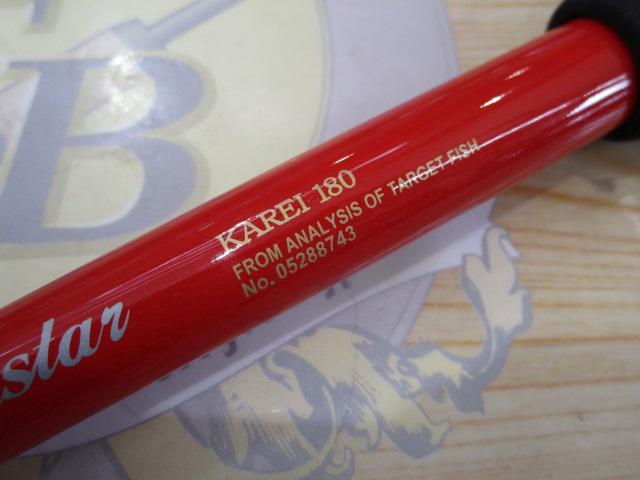 B
KAREI 180
FROM ANALYSIS OF TARGET FISH
No. 05288743
star